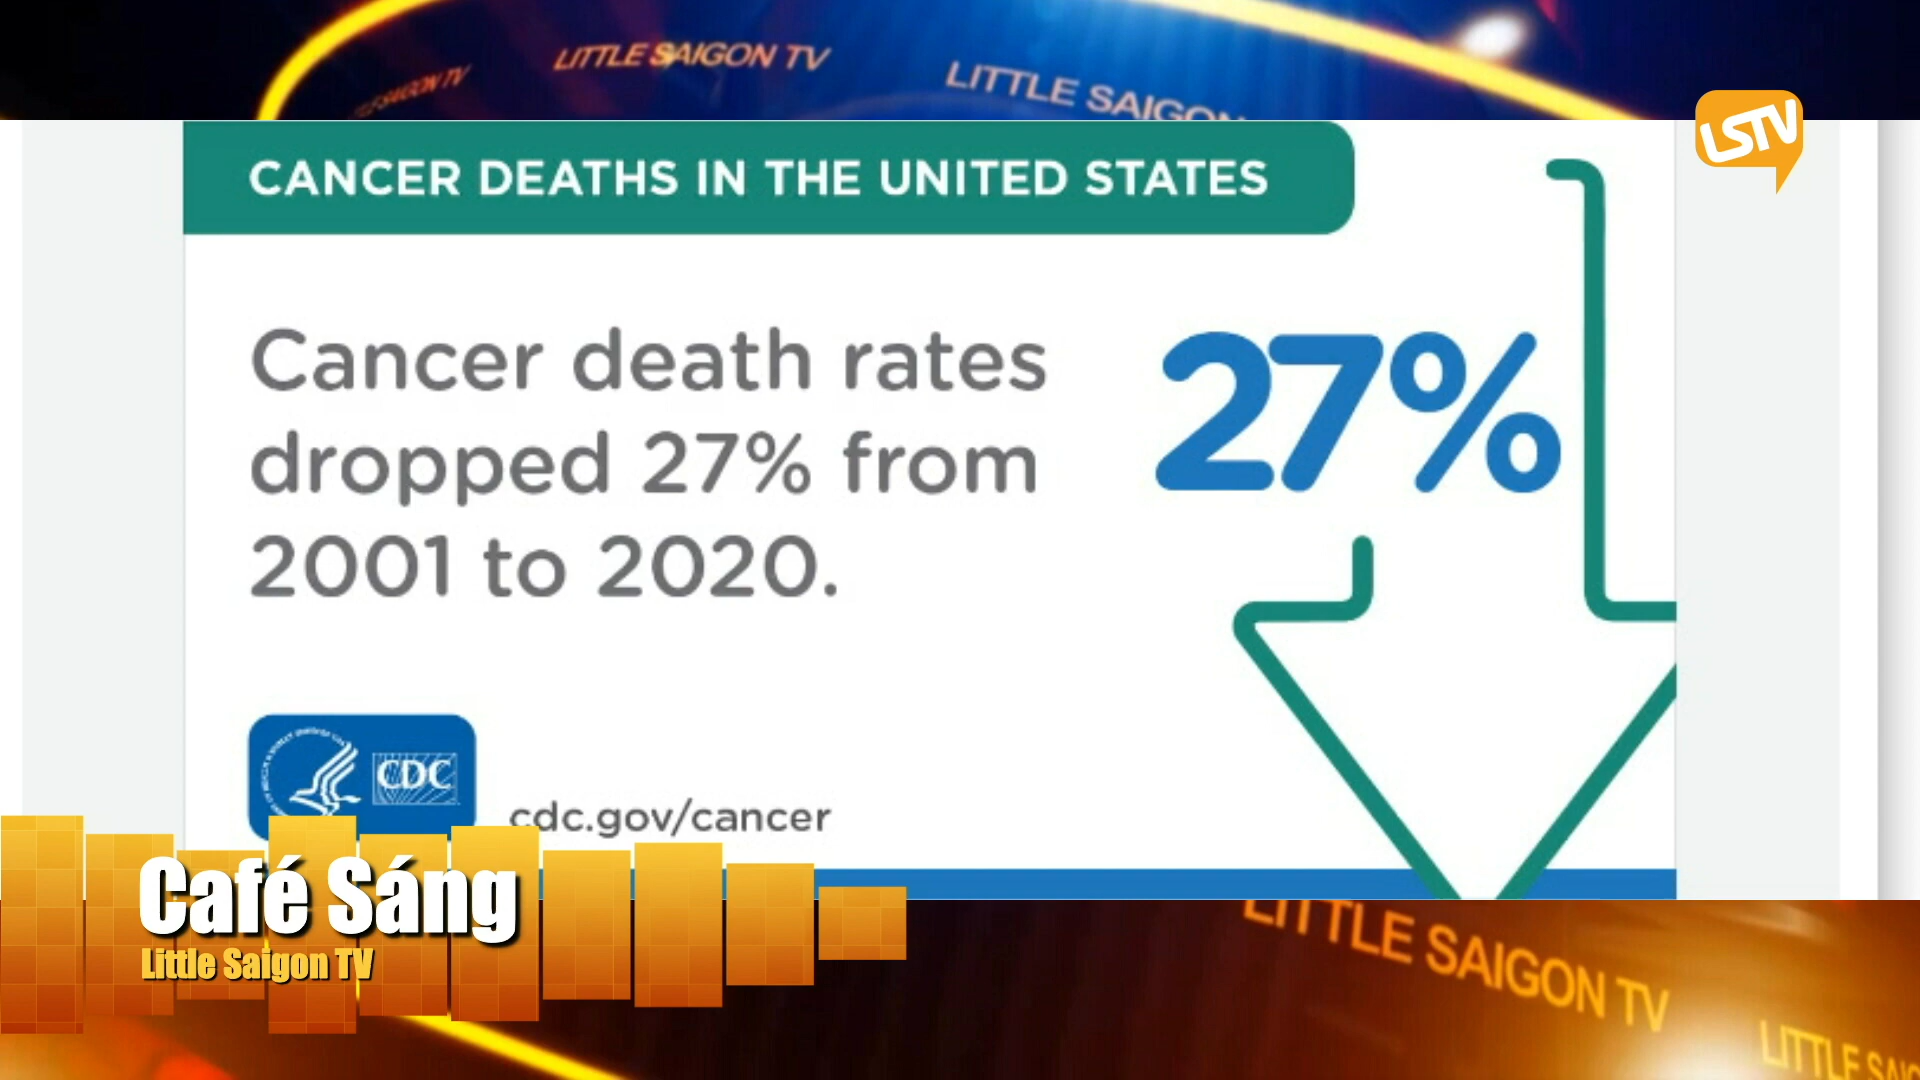 LITTLE SAIGON TV
LITTLE SAIGON
LSTV
CANCER DEATHS IN THE UNITED STATES
Cancer death rates
dropped 27% from
2001 to 2020.
27%
CDC
cdc.gov/cancer
Café Sáng
Little Saigon TV
LITTLE SAIGON TV
LITTLE